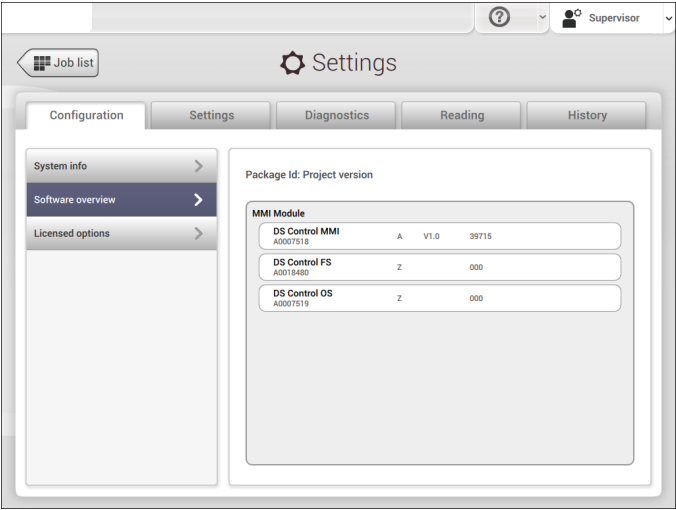 ? Supervisor
Job list
Settings
Configuration Settings Diagnostics Reading History
System info
Software overview
Licensed options
Package Id: Project version
MMI Module
DS Control MMI A V1.0 39715
A0007518
DS Control FS Z 000
A0018480
DS Control OS Z 000
A0007519